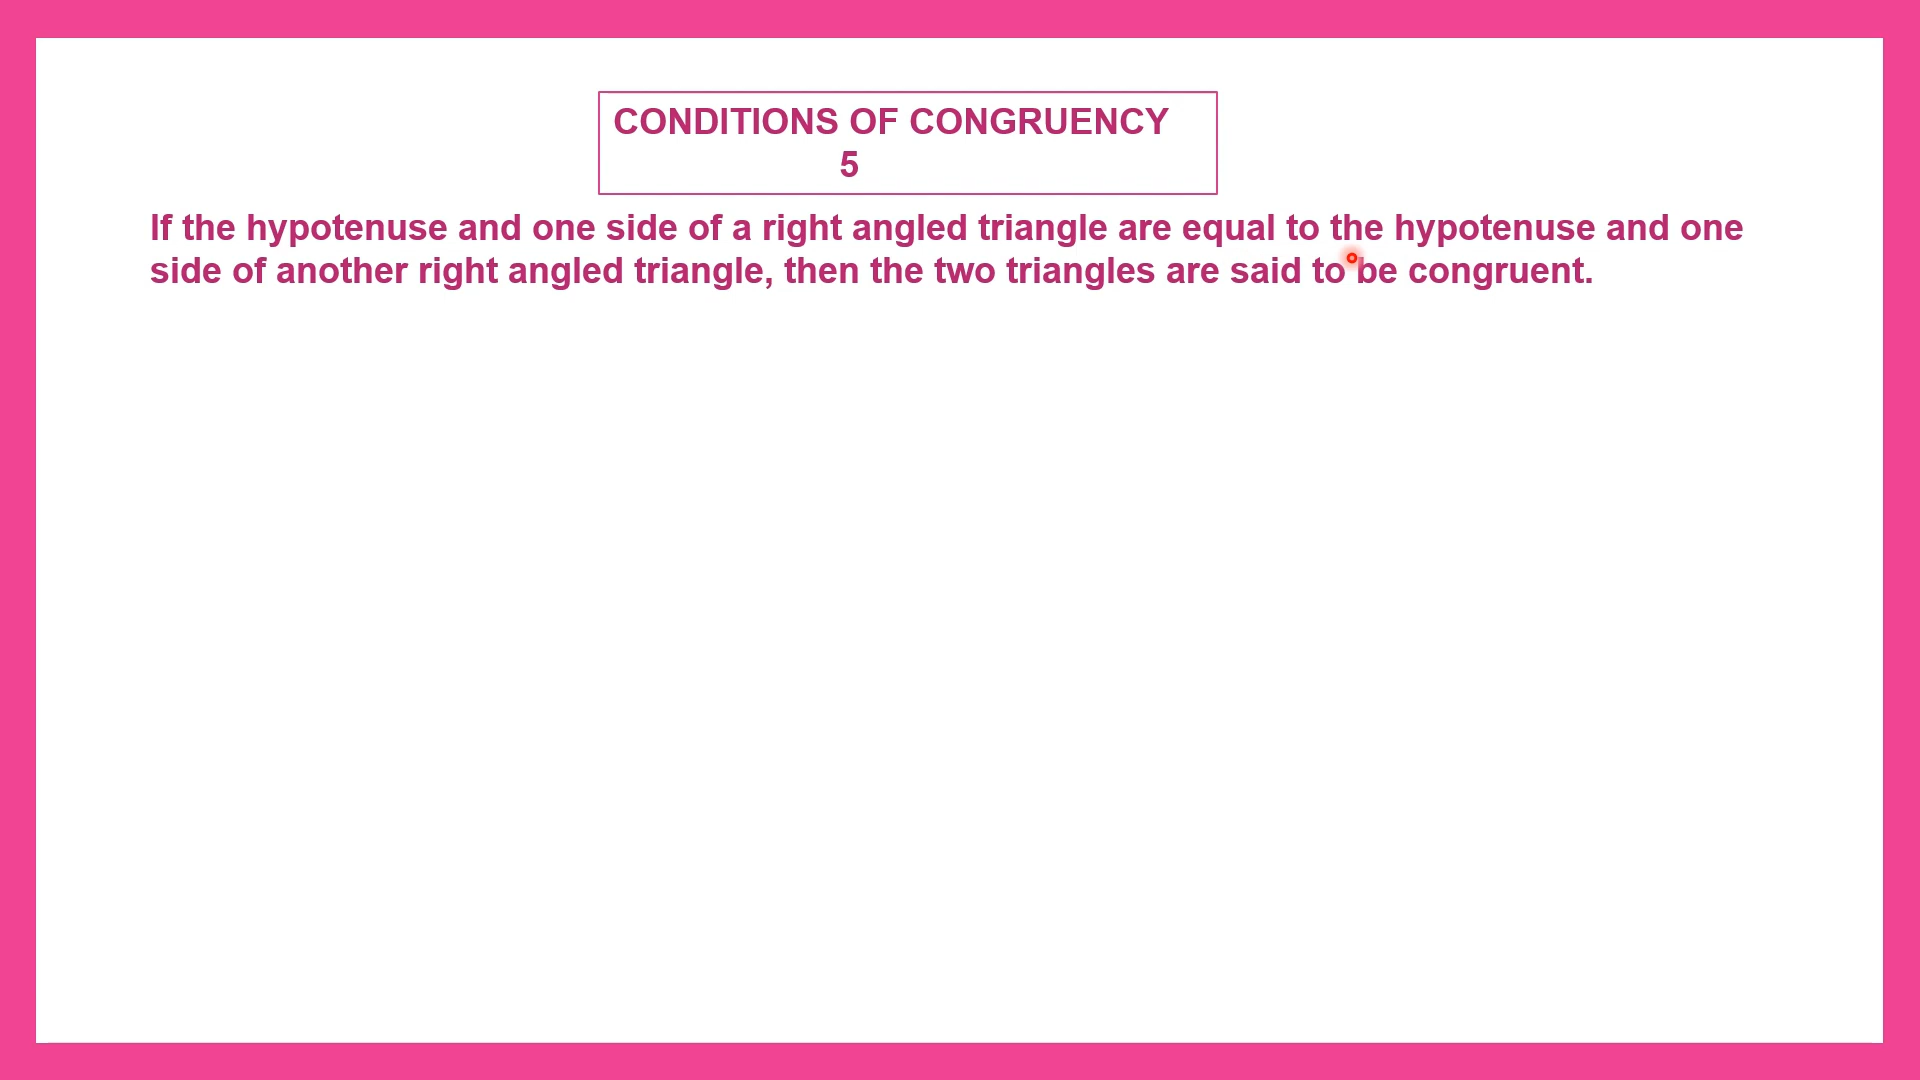 CONDITIONS OF CONGRUENCY
5
If the hypotenuse and one side of a right angled triangle are equal to the hypotenuse and one
side of another right angled triangle, then the two triangles are said to be congruent.